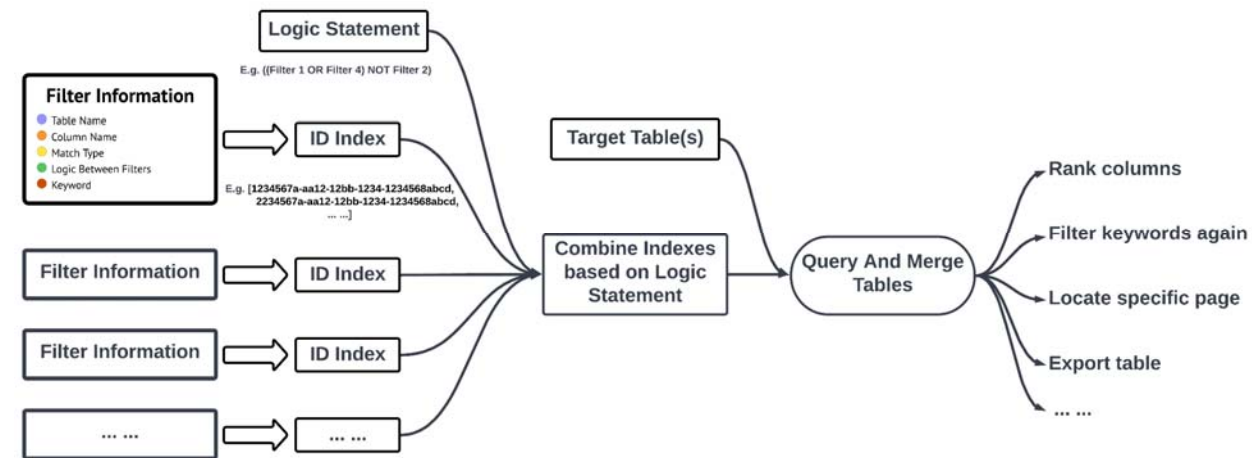 Logic Statement
E.g. ((Filter 1 OR Filter 4) NOT Filter 2)
Filter Information
Table Name
Column Name
Match Type
Logic Between Filters
Keyword
ID Index
E.g. [1234567a-aa12-12bb-1234-1234568abcd,
2234567a-aa12-12bb-1234-1234568abcd,
... ...]
Filter Information
ID Index
Filter Information
ID Index
... ...
... ...
Target Table(s)
Combine Indexes
based on Logic
Statement
Query And Merge
Tables
Rank columns
Filter keywords again
Locate specific page
Export table
... ...